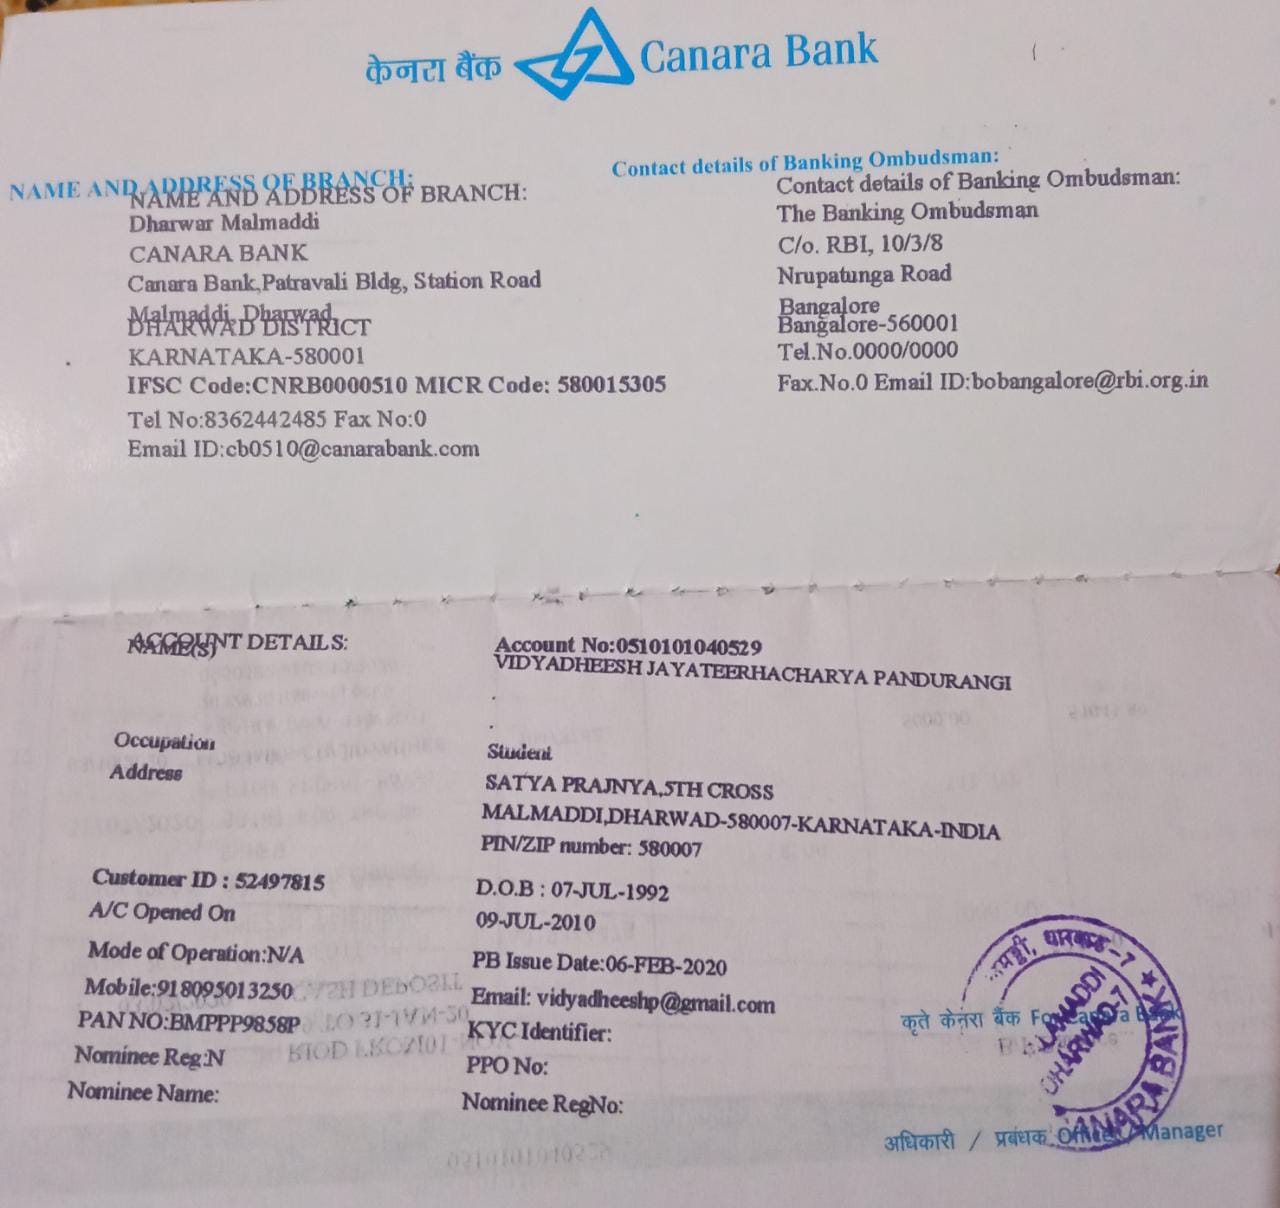 केनरा बैंक Canara Bank
NAME AND ADDRESS OF BRANCH:
NAME AND ADDRESS OF BRANCH:
Dharwar Malmaddi
CANARA BANK
Canara Bank,Patravali Bldg, Station Road
Malmaddi, Dharwad,
DHARWAD DISTRICT
KARNATAKA-580001
IFSC Code:CNRB0000510 MICR Code: 580015305
Tel No:8362442485 Fax No:0
Email ID:cb0510@canarabank.com
Contact details of Banking Ombudsman:
Contact details of Banking Ombudsman:
The Banking Ombudsman
C/o. RBI, 10/3/8
Nrupatunga Road
Bangalore
Bangalore-560001
Tel.No.0000/0000
Fax.No.0 Email ID:bobangalore@rbi.org.in
ACCOUNT DETAILS: Account No:0510101040529
NAME(S) VIDYADHEESH JAYATEERHACHARYA PANDURANGI
.
.
Occupation Student
Address SATYA PRAJNYA,5TH CROSS
MALMADDI,DHARWAD-580007-KARNATAKA-INDIA
PIN/ZIP number: 580007
Customer ID : 52497815 D.O.B : 07-JUL-1992
A/C Opened On 09-JUL-2010
Mode of Operation:N/A PB Issue Date:06-FEB-2020
Mobile:918095013250 Email: vidyadheeshp@gmail.com
PAN NO:BMPPP9858P KYC Identifier:
Nominee Reg:N PPO No:
Nominee Name: Nominee RegNo:
कृते केनरा बैंक For Canara Bank
अधिकारी / प्रबंधक Officer / Manager
धारवाड-7 ★
DHARWAD-7
CANARA BANK